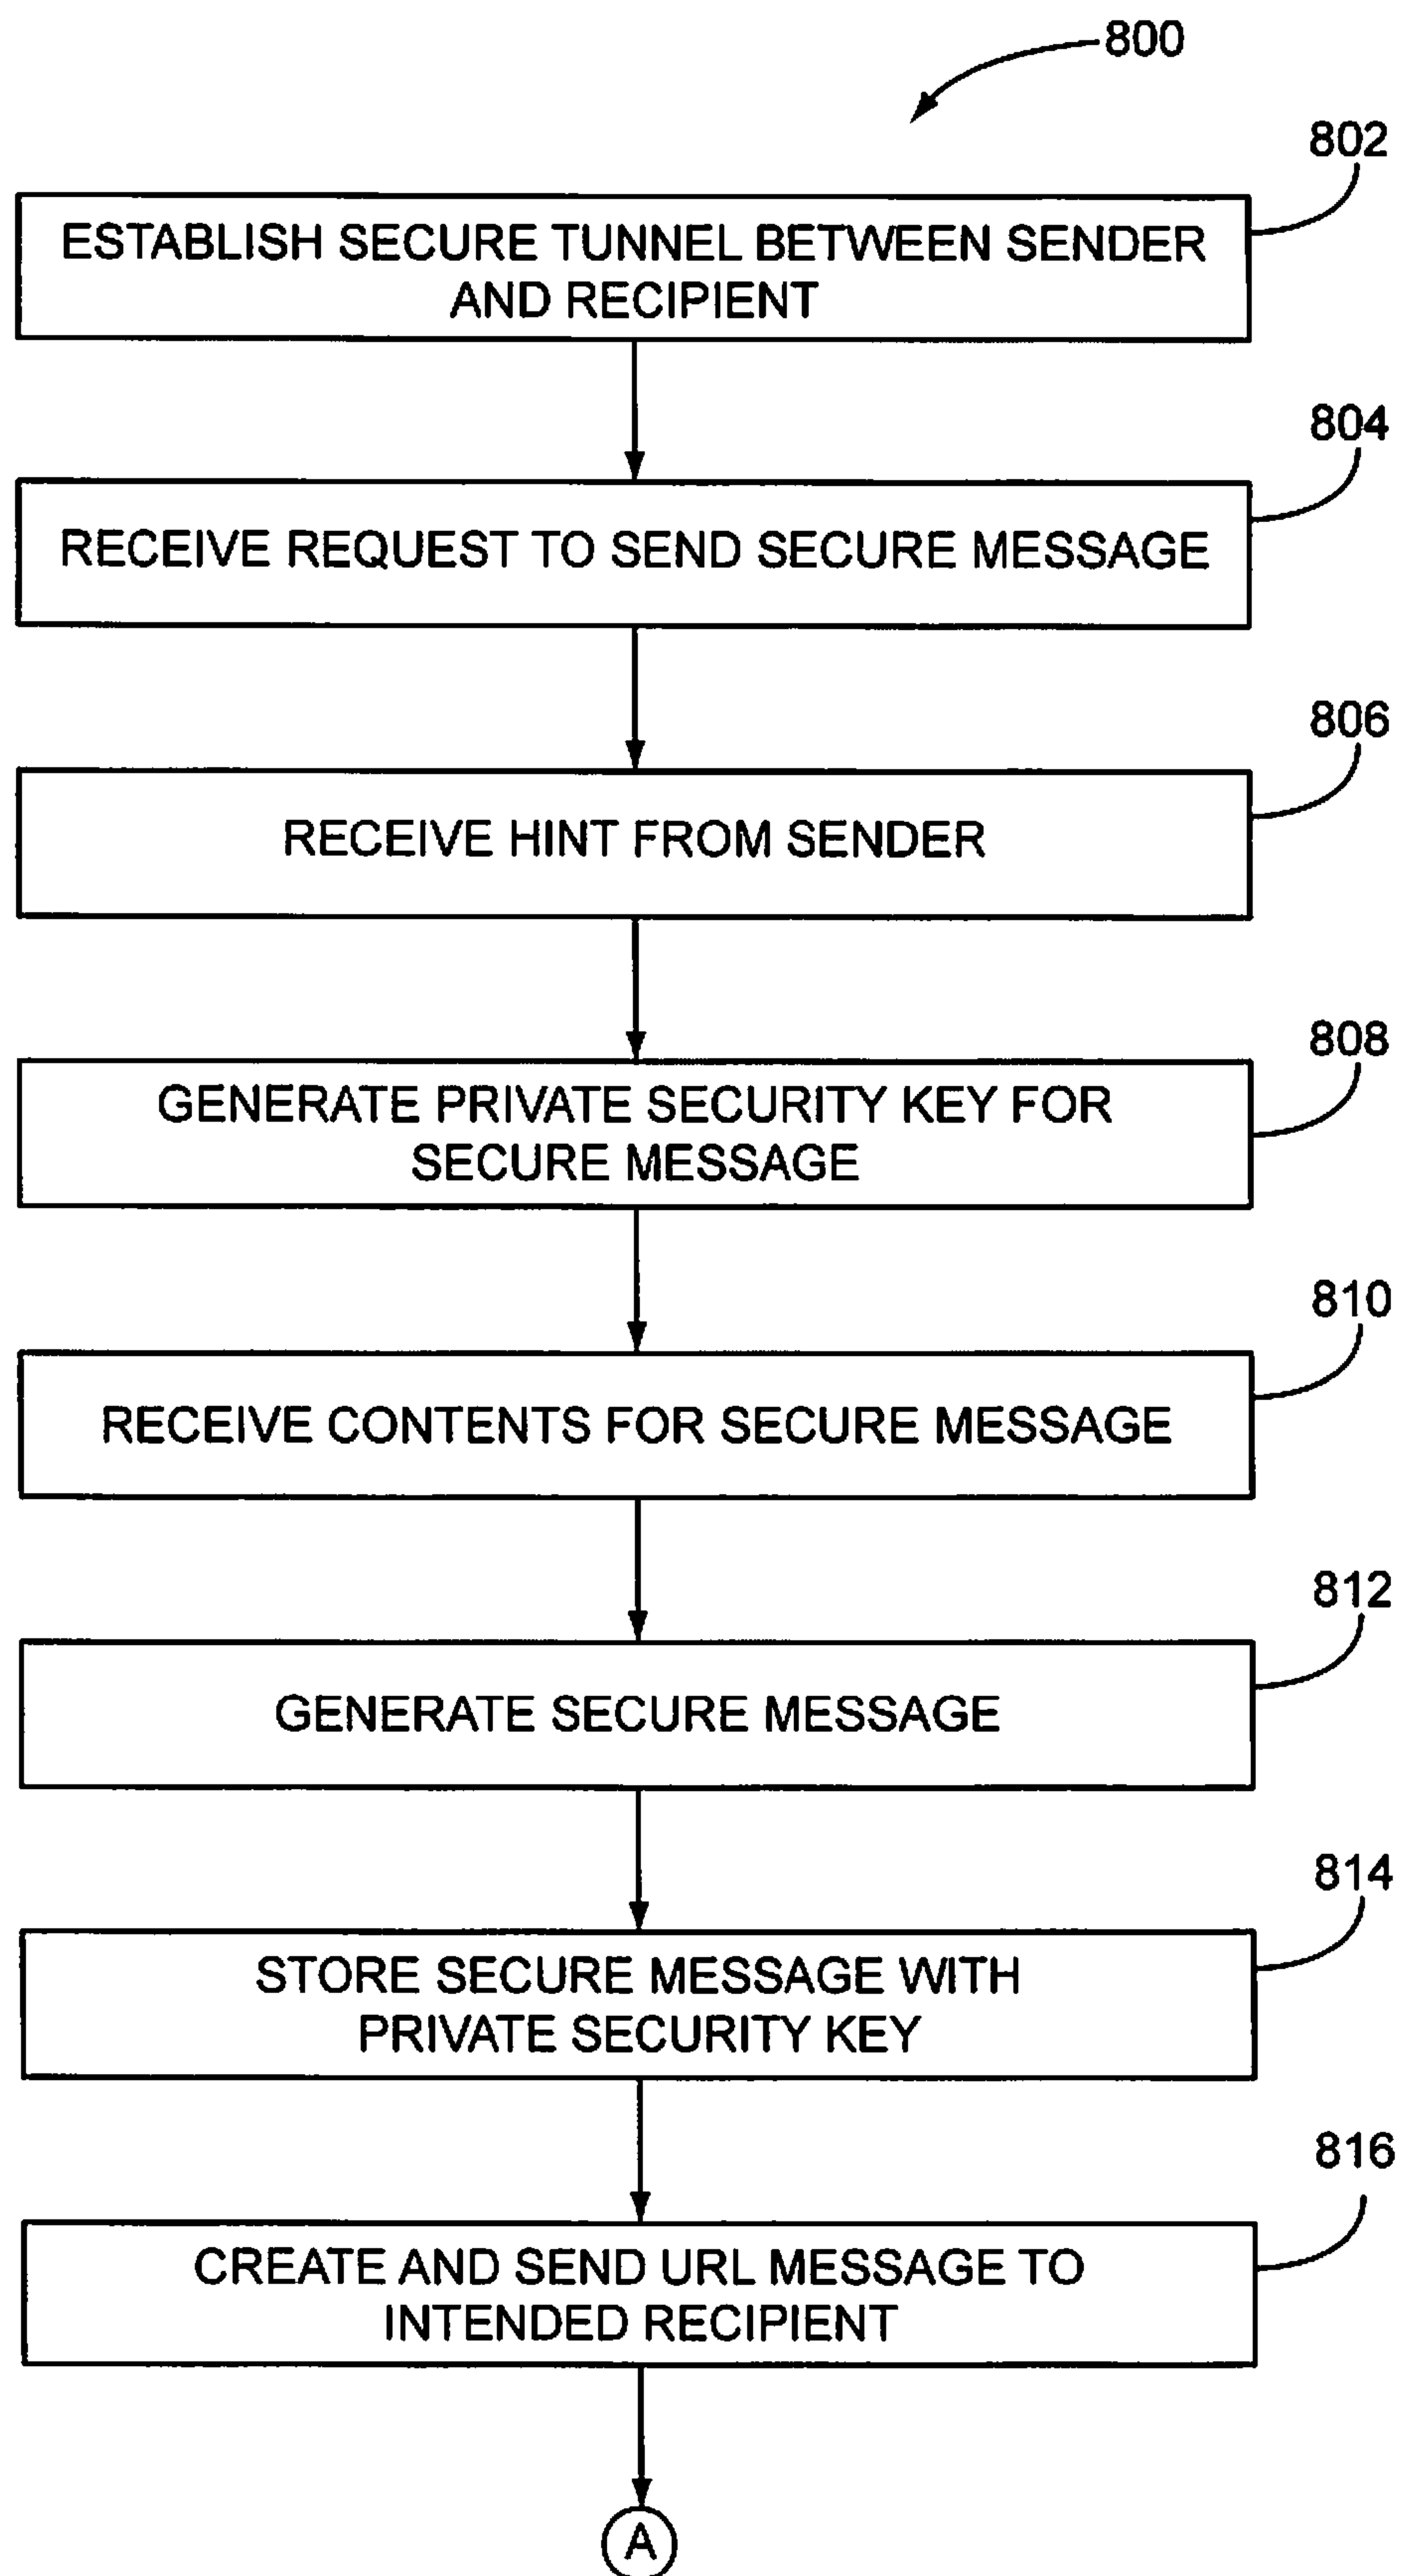 800
802
ESTABLISH SECURE TUNNEL BETWEEN SENDER
AND RECIPIENT
804
RECEIVE REQUEST TO SEND SECURE MESSAGE
806
RECEIVE HINT FROM SENDER
808
GENERATE PRIVATE SECURITY KEY FOR
SECURE MESSAGE
810
RECEIVE CONTENTS FOR SECURE MESSAGE
812
GENERATE SECURE MESSAGE
814
STORE SECURE MESSAGE WITH
PRIVATE SECURITY KEY
816
CREATE AND SEND URL MESSAGE TO
INTENDED RECIPIENT
A